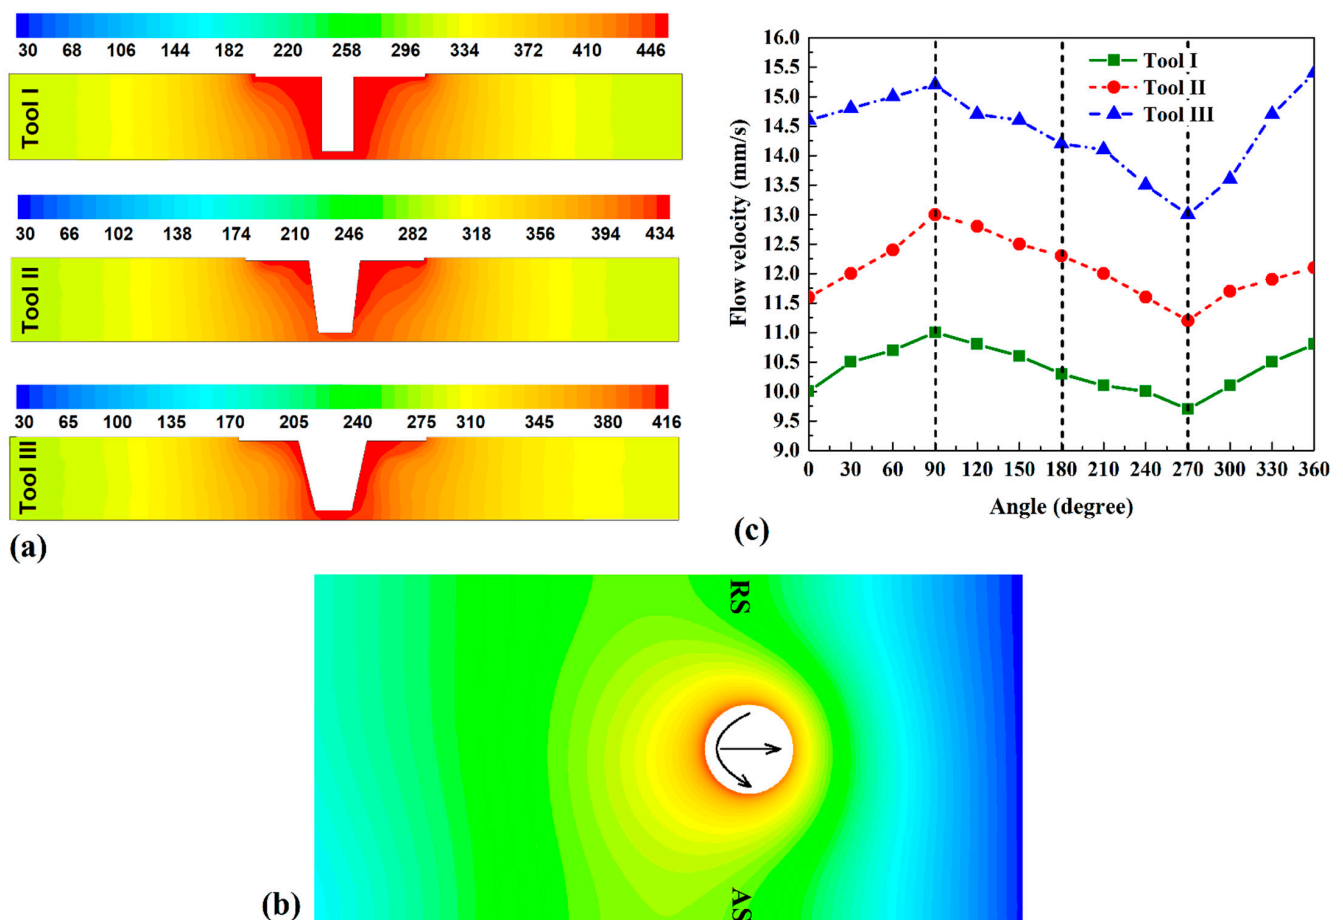 30 68 106 144 182 220 258 296 334 372 410 446
Tool I
30 66 102 138 174 210 246 282 318 356 394 434
Tool II
30 65 100 135 170 205 240 275 310 345 380 416
Tool III
(a)
16.0
15.5
15.0
14.5
14.0
13.5
13.0
12.5
12.0
11.5
11.0
10.5
10.0
9.5
9.0
Flow velocity (mm/s)
Tool I
Tool II
Tool III
0 30 60 90 120 150 180 210 240 270 300 330 360
Angle (degree)
(c)
RS
AS
(b)